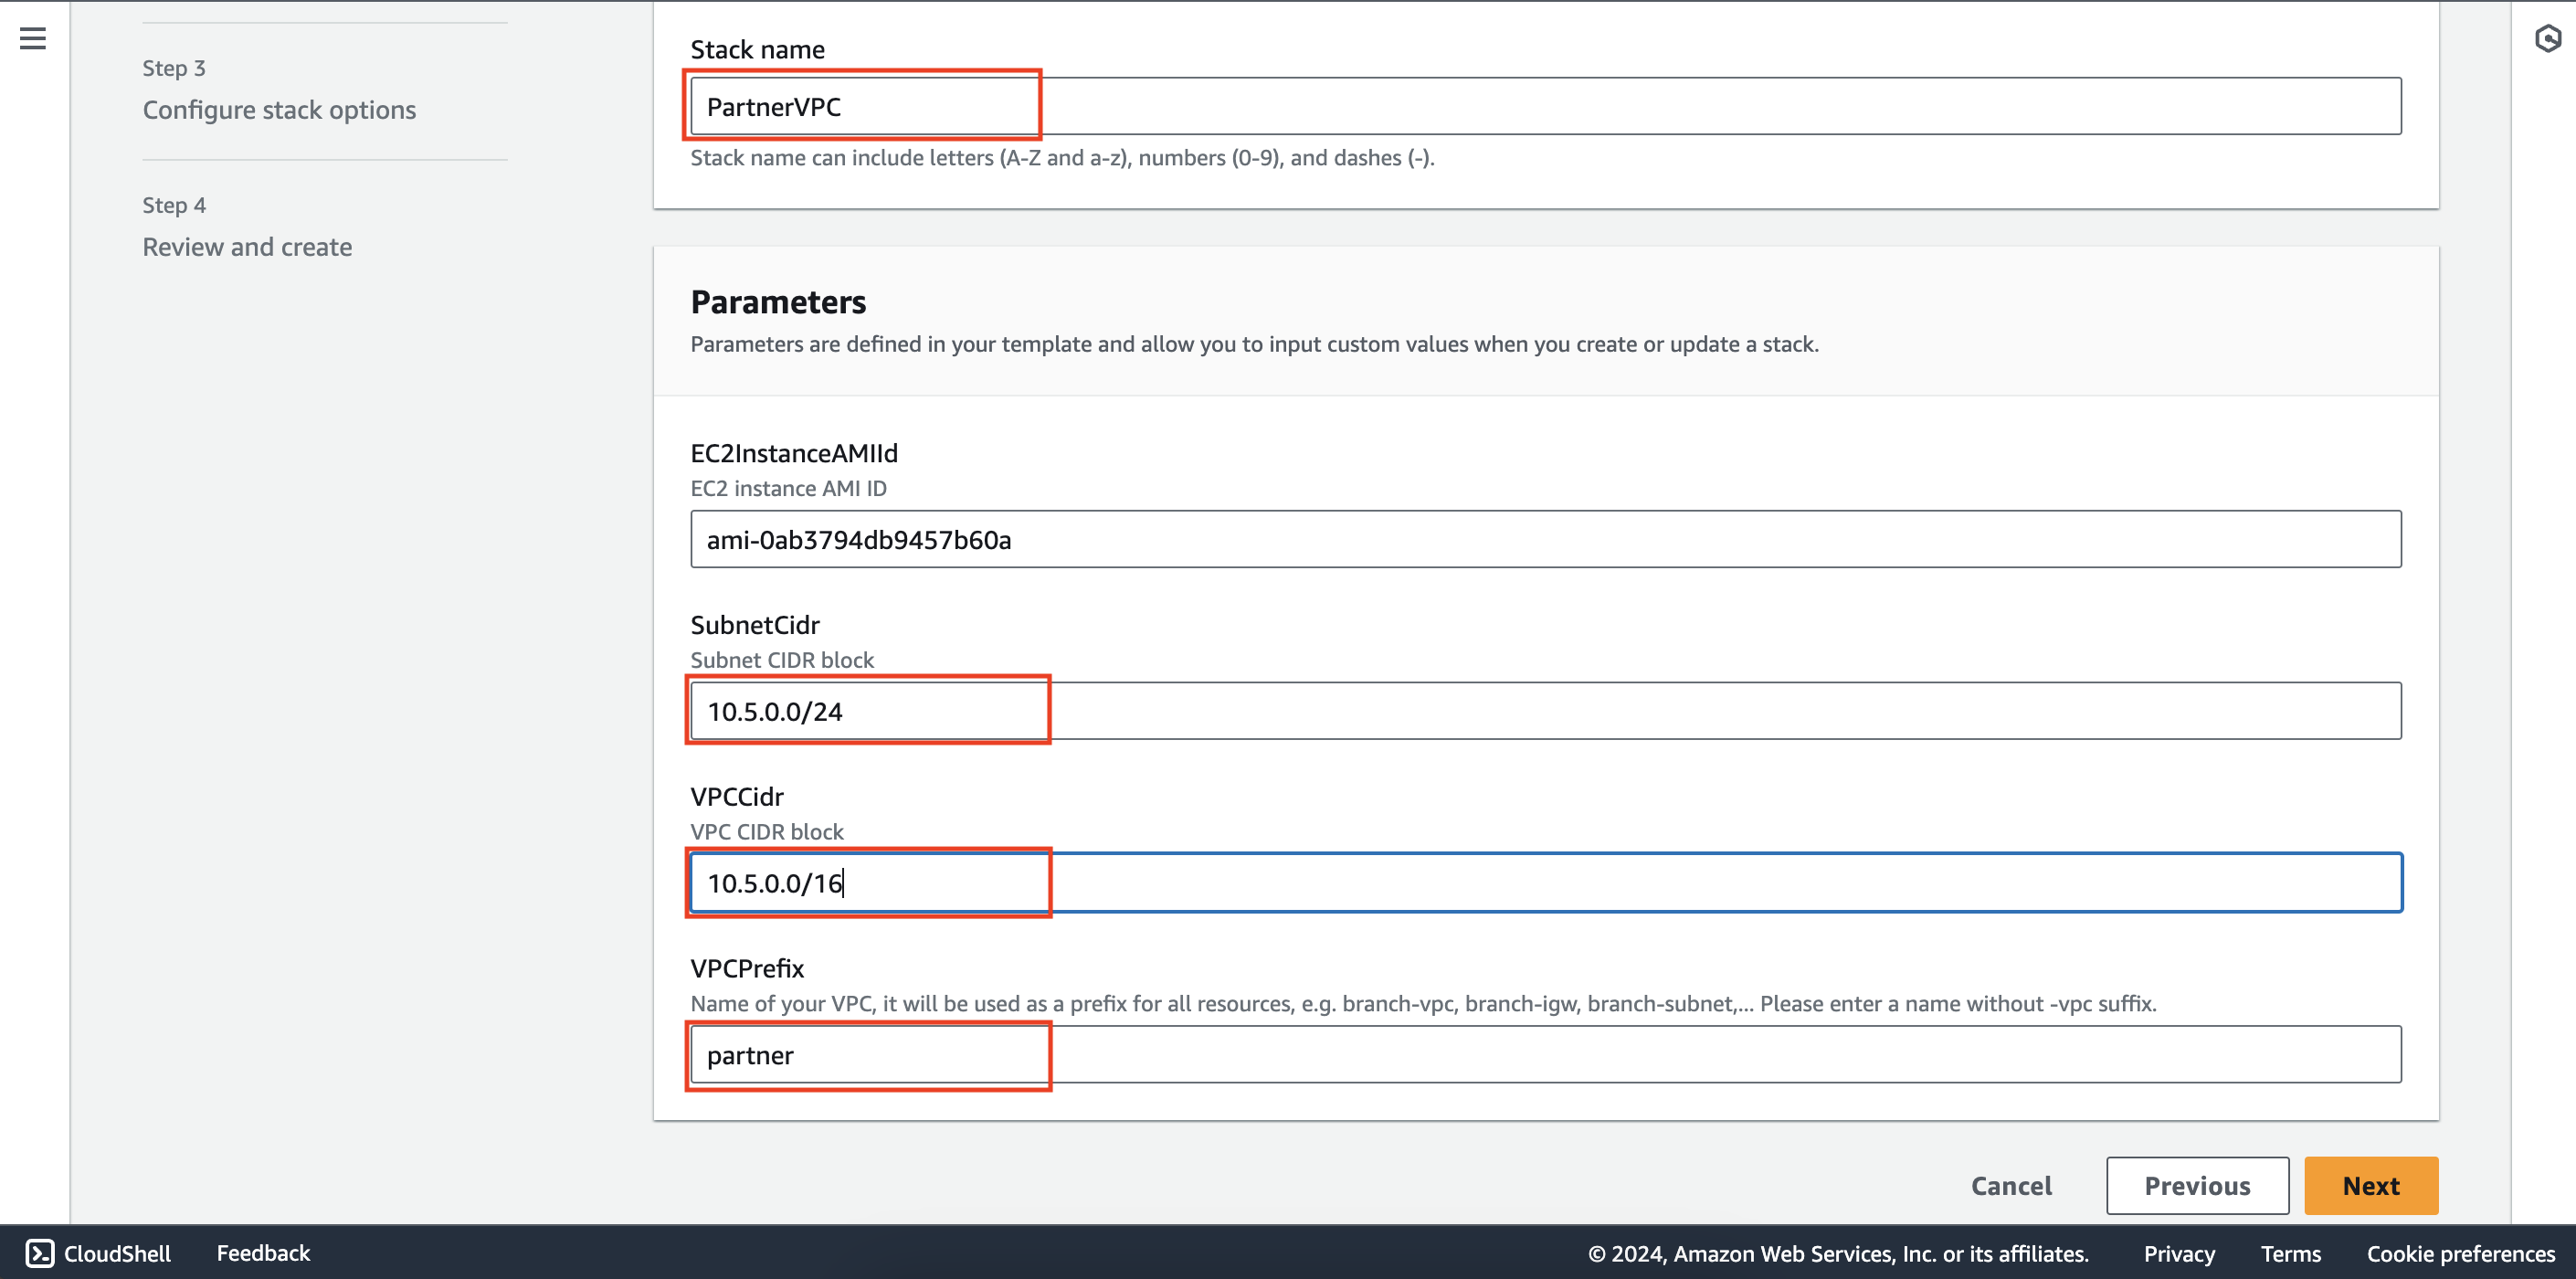 Step 3
Configure stack options
Step 4
Review and create
Stack name
PartnerVPC
Stack name can include letters (A-Z and a-z), numbers (0-9), and dashes (-).
Parameters
Parameters are defined in your template and allow you to input custom values when you create or update a stack.
EC2InstanceAMIId
EC2 instance AMI ID
ami-0ab3794db9457b60a
SubnetCidr
Subnet CIDR block
10.5.0.0/24
VPCCidr
VPC CIDR block
10.5.0.0/16
VPCPrefix
Name of your VPC, it will be used as a prefix for all resources, e.g. branch-vpc, branch-igw, branch-subnet,... Please enter a name without -vpc suffix.
partner
Cancel Previous Next
CloudShell Feedback © 2024, Amazon Web Services, Inc. or its affiliates. Privacy Terms Cookie preferences